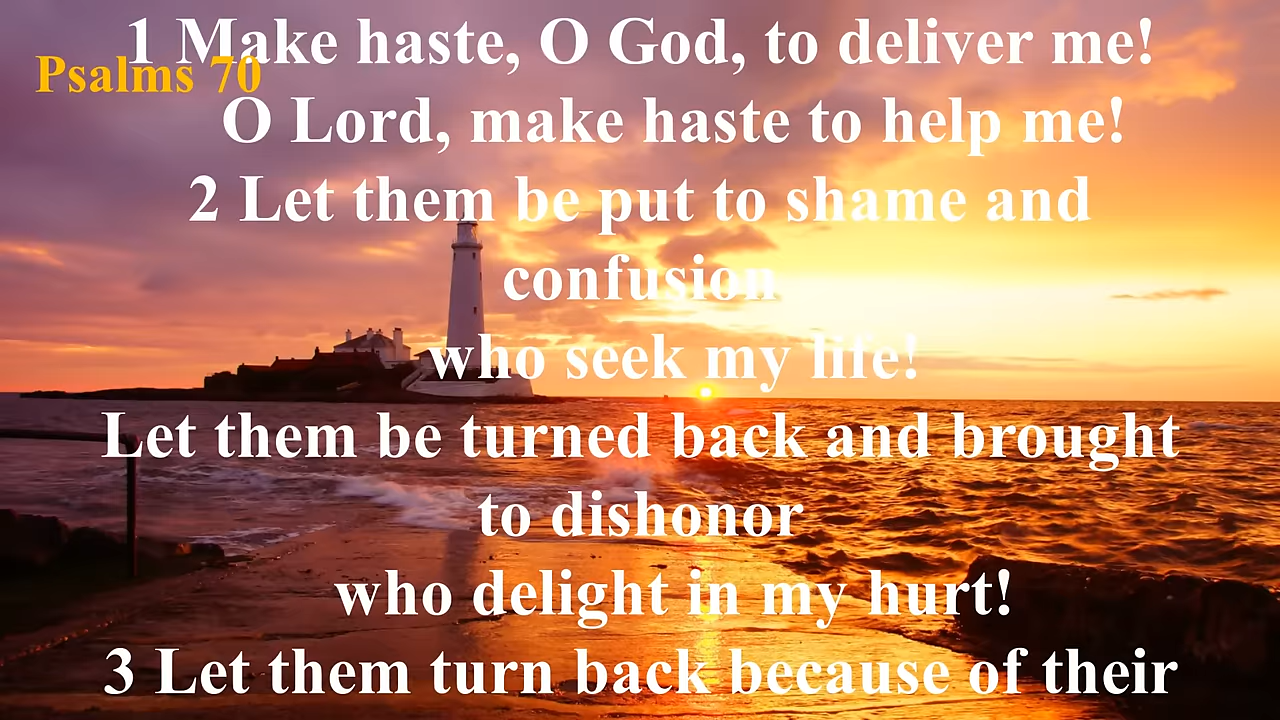 1 Make haste, O God, to deliver me!
Psalms 70
O Lord, make haste to help me!
2 Let them be put to shame and
confusion
who seek my life!
Let them be turned back and brought
to dishonor
who delight in my hurt!
3 Let them turn back because of their